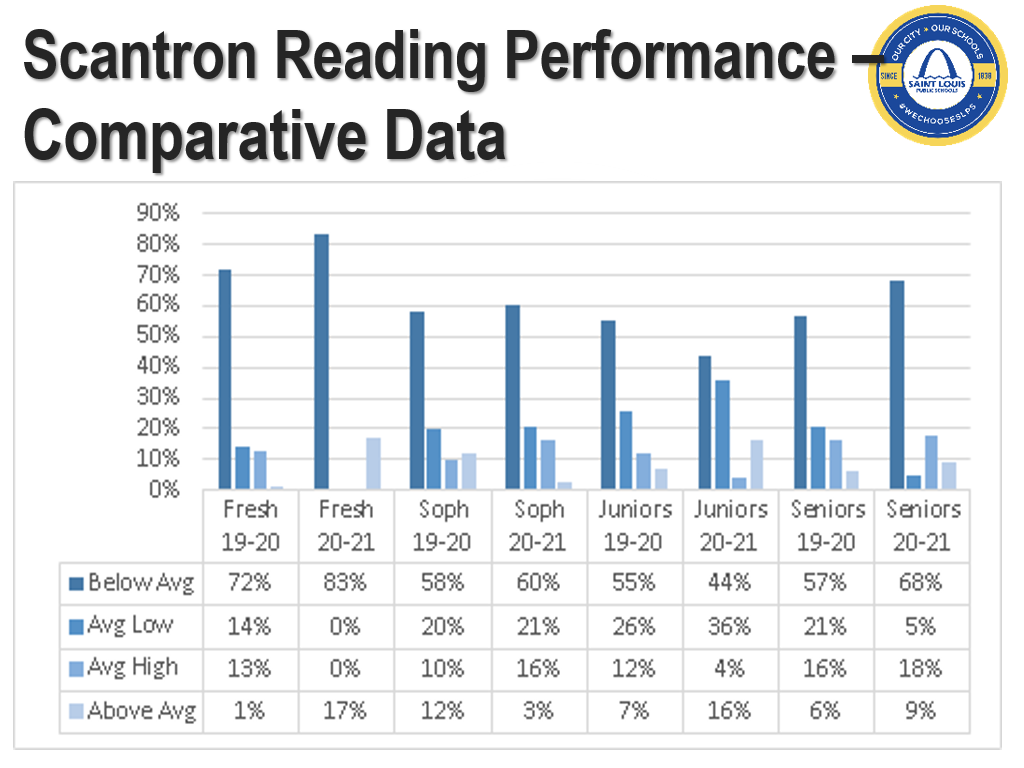 Scantron Reading Performance –
Comparative Data
OUR CITY ★ OUR SCHOOLS
SINCE 1838
SAINT LOUIS
PUBLIC SCHOOLS
★ #WECHOOSESLPS ★
90%
80%
70%
60%
50%
40%
30%
20%
10%
0%
Fresh Fresh Soph Soph Juniors Juniors Seniors Seniors
19-20 20-21 19-20 20-21 19-20 20-21 19-20 20-21
Below Avg 72% 83% 58% 60% 55% 44% 57% 68%
Avg Low 14% 0% 20% 21% 26% 36% 21% 5%
Avg High 13% 0% 10% 16% 12% 4% 16% 18%
Above Avg 1% 17% 12% 3% 7% 16% 6% 9%